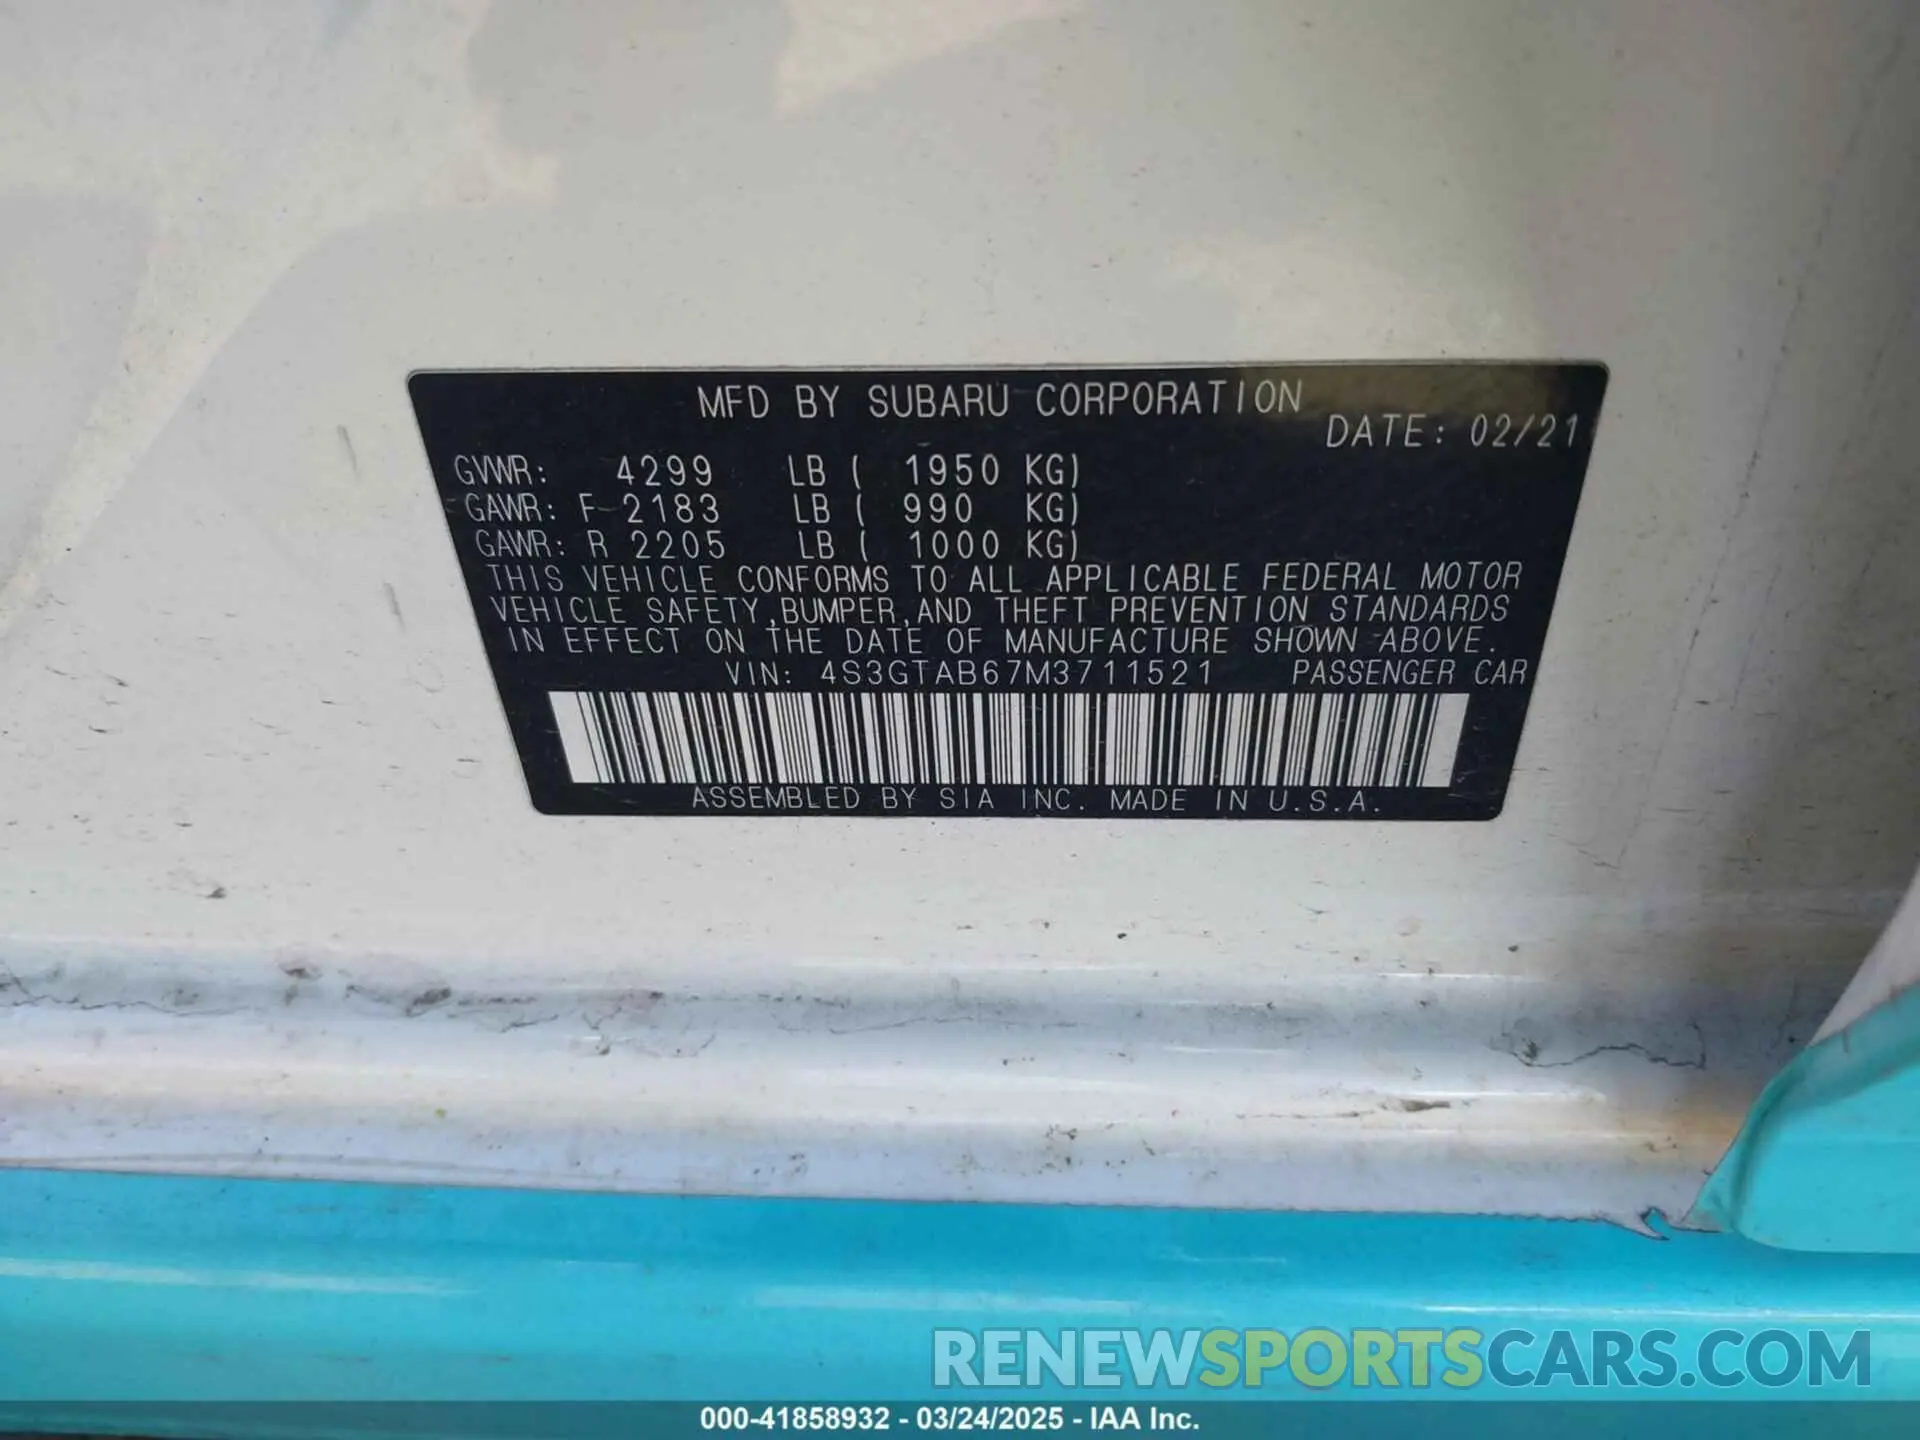 MFD BY SUBARU CORPORATION
DATE: 02/21
GVWR: 4299 LB ( 1950 KG)
GAWR: F 2183 LB ( 990 KG)
GAWR: R 2205 LB ( 1000 KG)
THIS VEHICLE CONFORMS TO ALL APPLICABLE FEDERAL MOTOR
VEHICLE SAFETY,BUMPER,AND THEFT PREVENTION STANDARDS
IN EFFECT ON THE DATE OF MANUFACTURE SHOWN ABOVE.
VIN: 4S3GTAB67M3711521 PASSENGER CAR
ASSEMBLED BY SIA INC. MADE IN U.S.A.
RENEWSPORTSCARS.COM
000-41858932 - 03/24/2025 - IAA Inc.